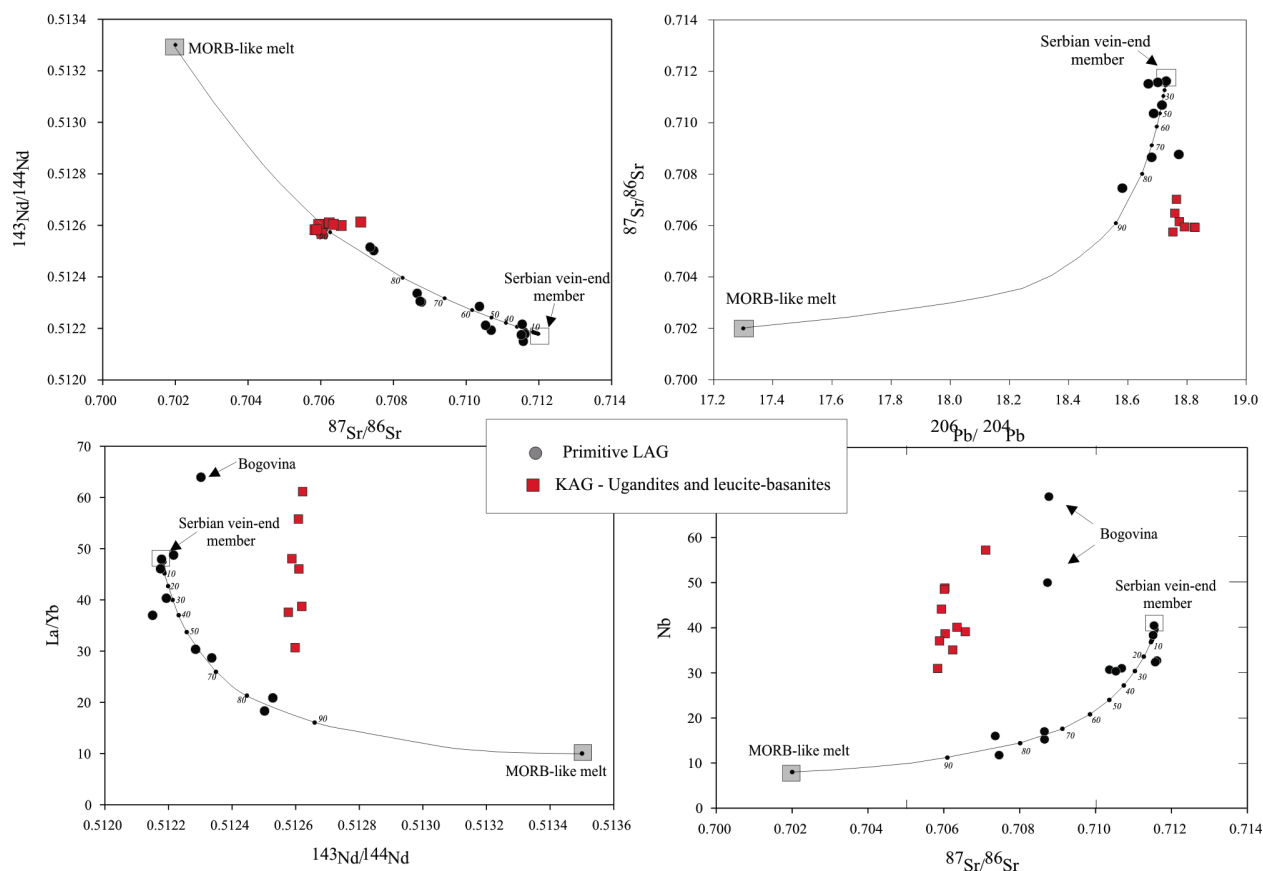 0.5134
0.5132
0.5130
0.5128
0.5126
0.5124
0.5122
0.5120
143Nd/144Nd
MORB-like melt
80
70
60
50
40
10
Serbian vein-end
member
0.700 0.702 0.704 0.706 0.708 0.710 0.712 0.714
87Sr/86Sr
0.714
0.712
0.710
0.708
0.706
0.704
0.702
0.700
87Sr/86Sr
Serbian vein-end
member
30
50
60
70
80
90
MORB-like melt
17.2 17.4 17.6 17.8 18.0 18.2 18.4 18.6 18.8 19.0
206Pb/ 204Pb
Primitive LAG
KAG - Ugandites and leucite-basanites
70
60
50
40
30
20
10
0
La/Yb
Bogovina
Serbian vein-end
member
10
20
30
40
50
70
80
90
MORB-like melt
0.5120 0.5122 0.5124 0.5126 0.5128 0.5130 0.5132 0.5134 0.5136
143Nd/144Nd
60
50
40
30
20
10
0
Nb
Bogovina
Serbian vein-end
member
10
20
30
40
50
60
70
80
90
MORB-like melt
0.700 0.702 0.704 0.706 0.708 0.710 0.712 0.714
87Sr/86Sr